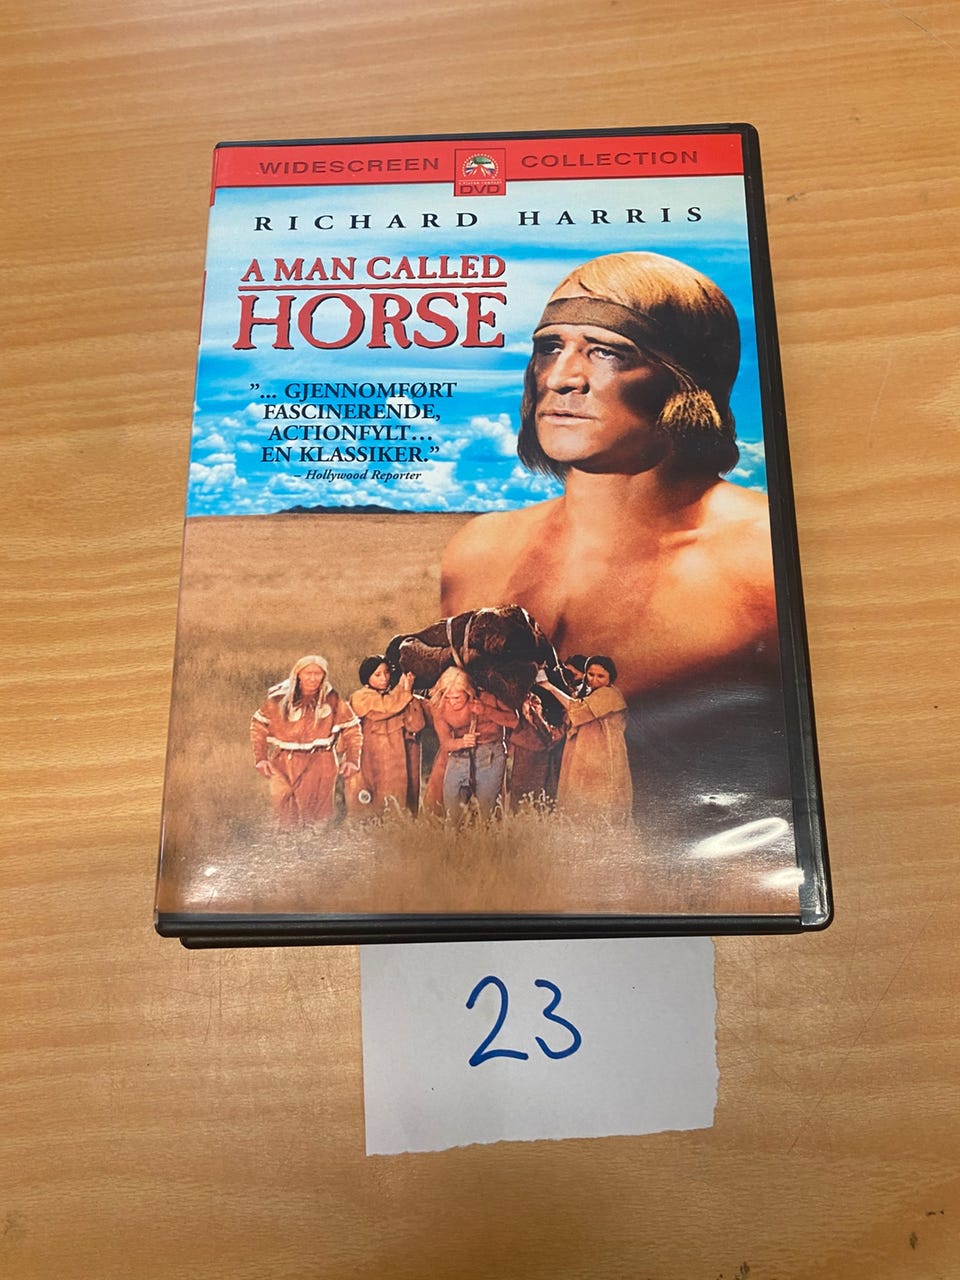 WIDESCREEN DVD COLLECTION
RICHARD HARRIS
A MAN CALLED
HORSE
"... GJENNOMFØRT
FASCINERENDE,
ACTIONFYLT...
EN KLASSIKER."
– Hollywood Reporter
23